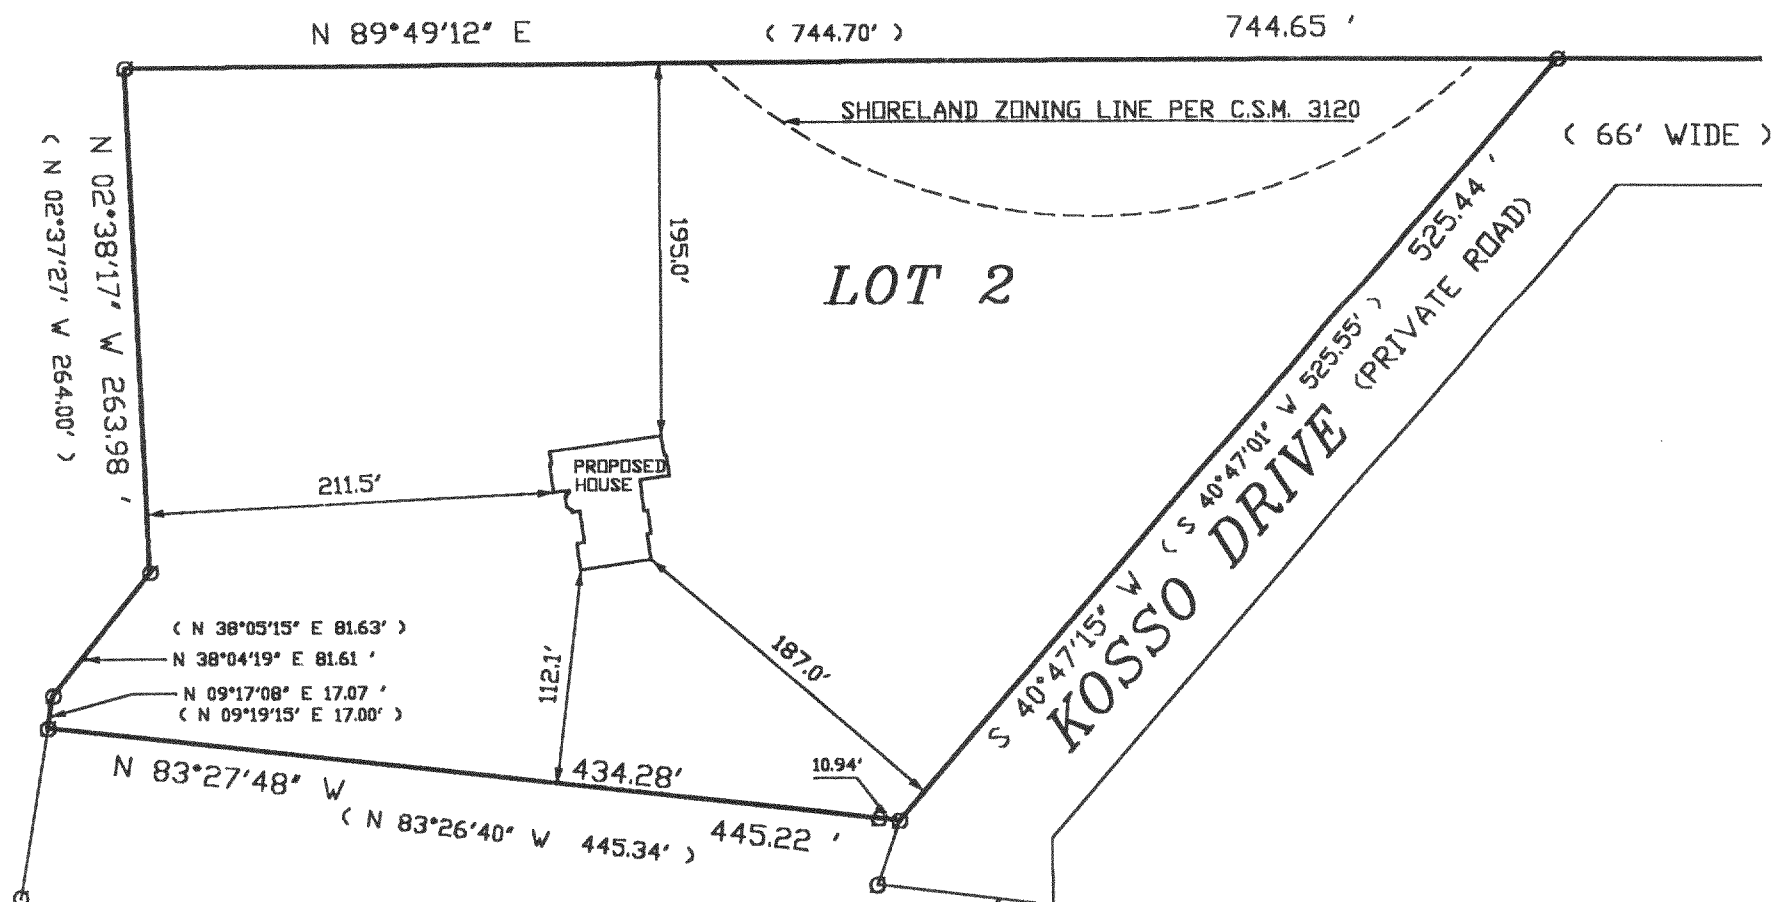 N 89°49'12" E
( 744.70' )
744.65 '
SHORELAND ZONING LINE PER C.S.M. 3120
( 66' WIDE )
N 02°38'17" W 263.98 '
( N 02°37'27' W 264.00' )
195.0'
LOT 2
525.44 '
(PRIVATE ROAD)
S 40°47'15" W
( S 40°47'01" W 525.55' )
KOSSO DRIVE
PROPOSED
HOUSE
211.5'
112.1'
187.0'
( N 38°05'15" E 81.63' )
N 38°04'19" E 81.61 '
N 09°17'08" E 17.07 '
( N 09°19'15' E 17.00' )
N 83°27'48" W
434.28'
10.94'
( N 83°26'40" W 445.34' )
445.22 '